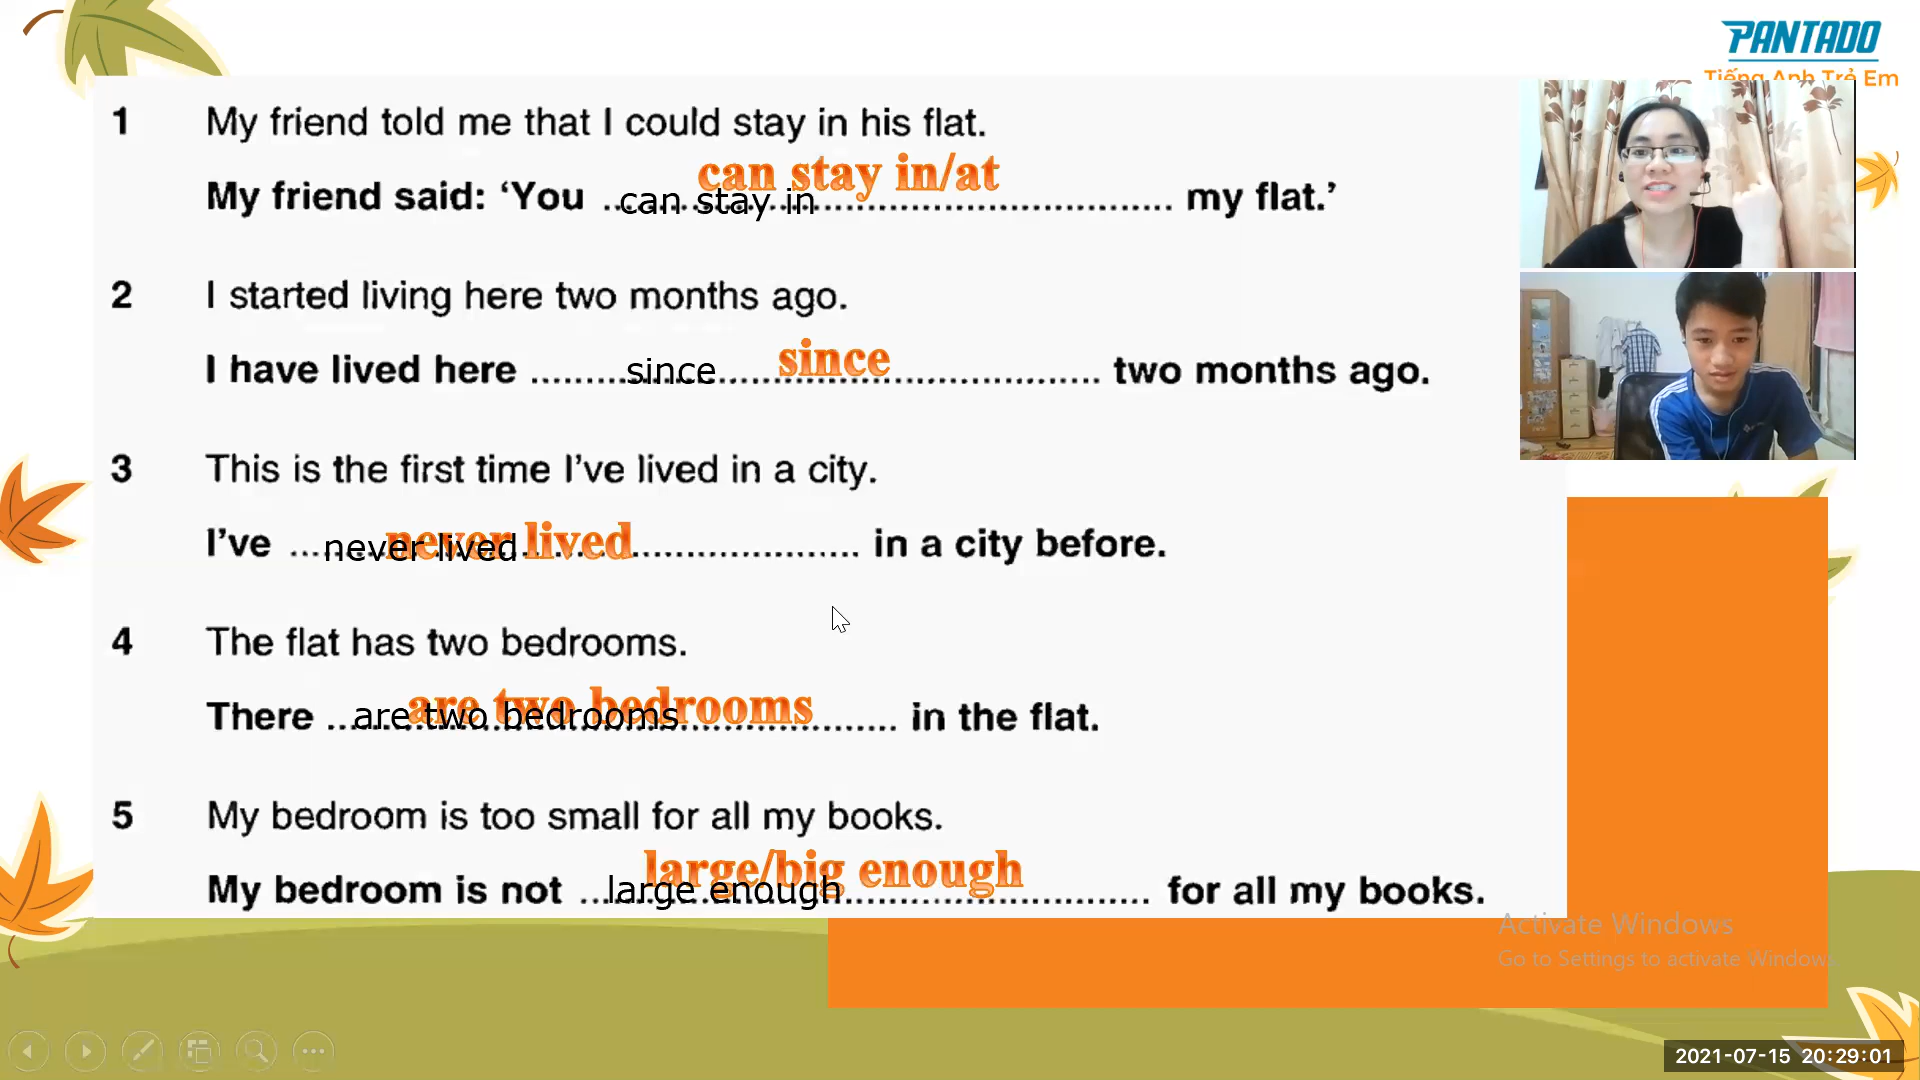 PANTADO
Tiếng Anh Trẻ Em
1 My friend told me that I could stay in his flat.
can stay in/at
My friend said: ‘You ...can stay in... my flat.’
2 I started living here two months ago.
I have lived here ...since... since ... two months ago.
3 This is the first time I’ve lived in a city.
never lived
I’ve ...never lived... in a city before.
4 The flat has two bedrooms.
are two bedrooms
There ...are two bedrooms... in the flat.
5 My bedroom is too small for all my books.
large/big enough
My bedroom is not ...large enough... for all my books.
Activate Windows
Go to Settings to activate Windows
2021-07-15 20:29:01